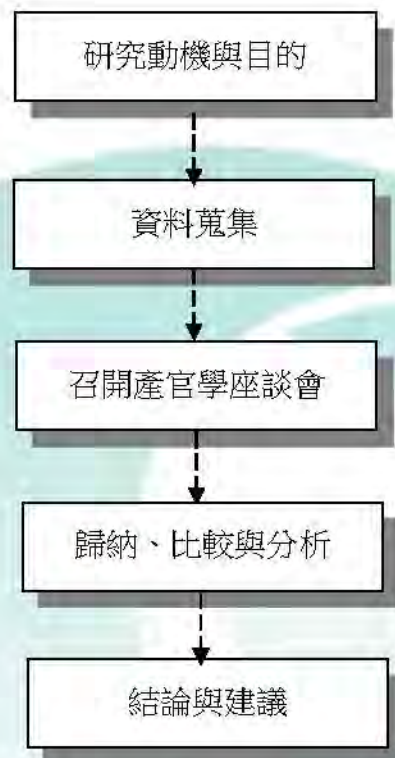 研究動機與目的
資料蒐集
召開產官學座談會
歸納、比較與分析
結論與建議